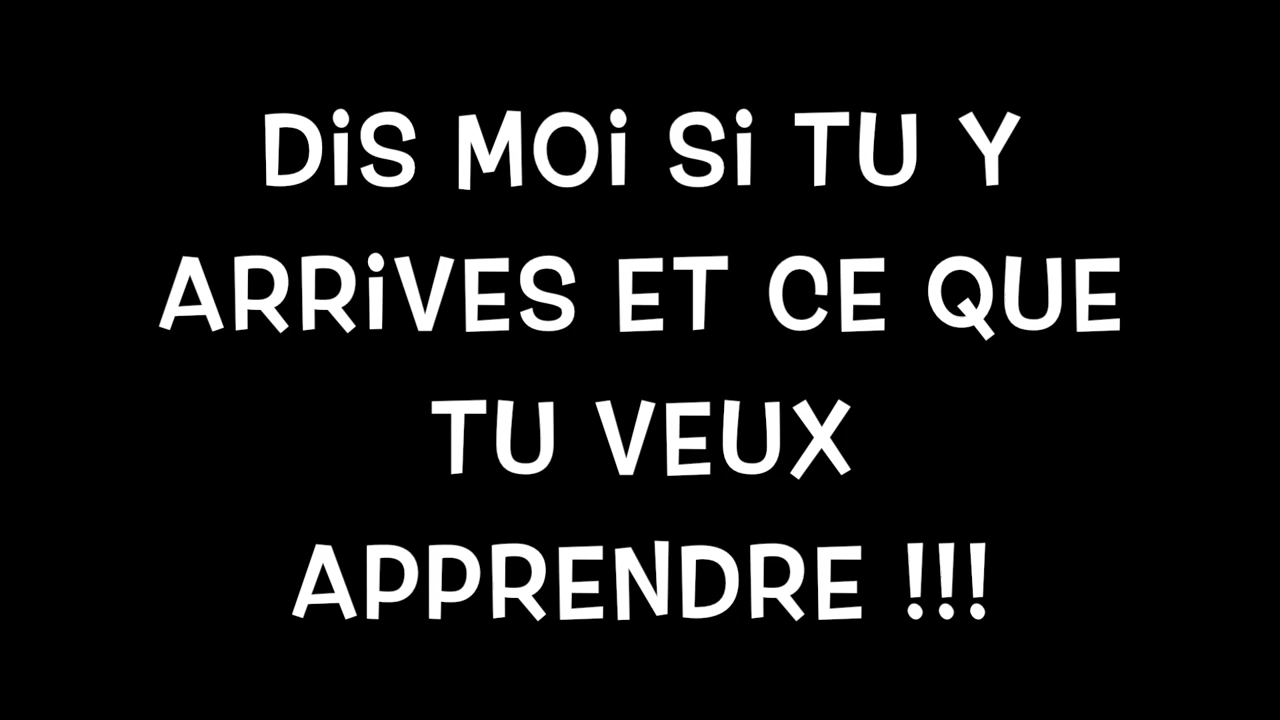 DiS MOi Si TU Y
ARRiVES ET CE QUE
TU VEUX
APPRENDRE !!!